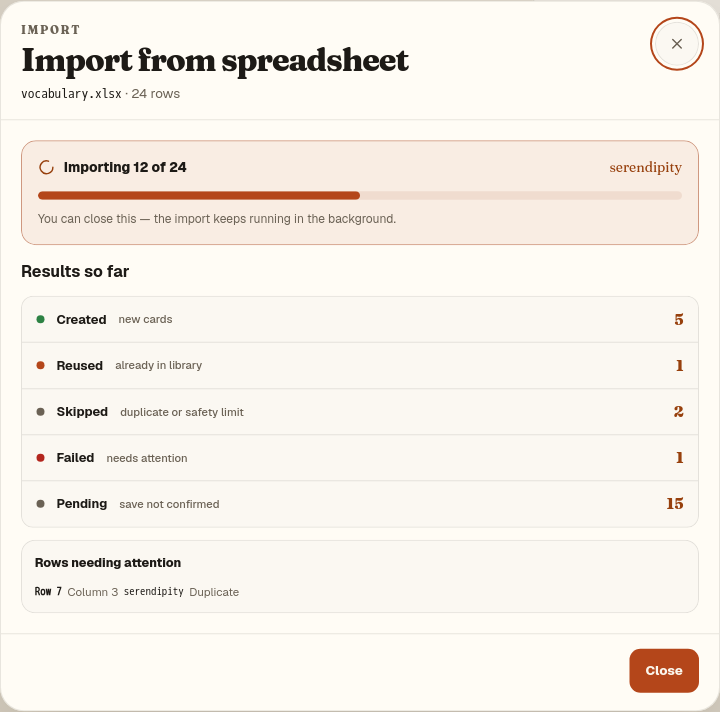 IMPORT
Import from spreadsheet
vocabulary.xlsx · 24 rows
Importing 12 of 24 serendipity
You can close this — the import keeps running in the background.
Results so far
Created new cards 5
Reused already in library 1
Skipped duplicate or safety limit 2
Failed needs attention 1
Pending save not confirmed 15
Rows needing attention
Row 7 Column 3 serendipity Duplicate
Close